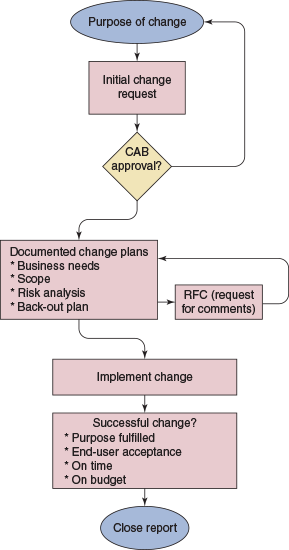 Purpose of change
Initial change
request
CAB
approval?
Documented change plans
* Business needs
* Scope
* Risk analysis
* Back-out plan
RFC (request
for comments)
Implement change
Successful change?
* Purpose fulfilled
* End-user acceptance
* On time
* On budget
Close report